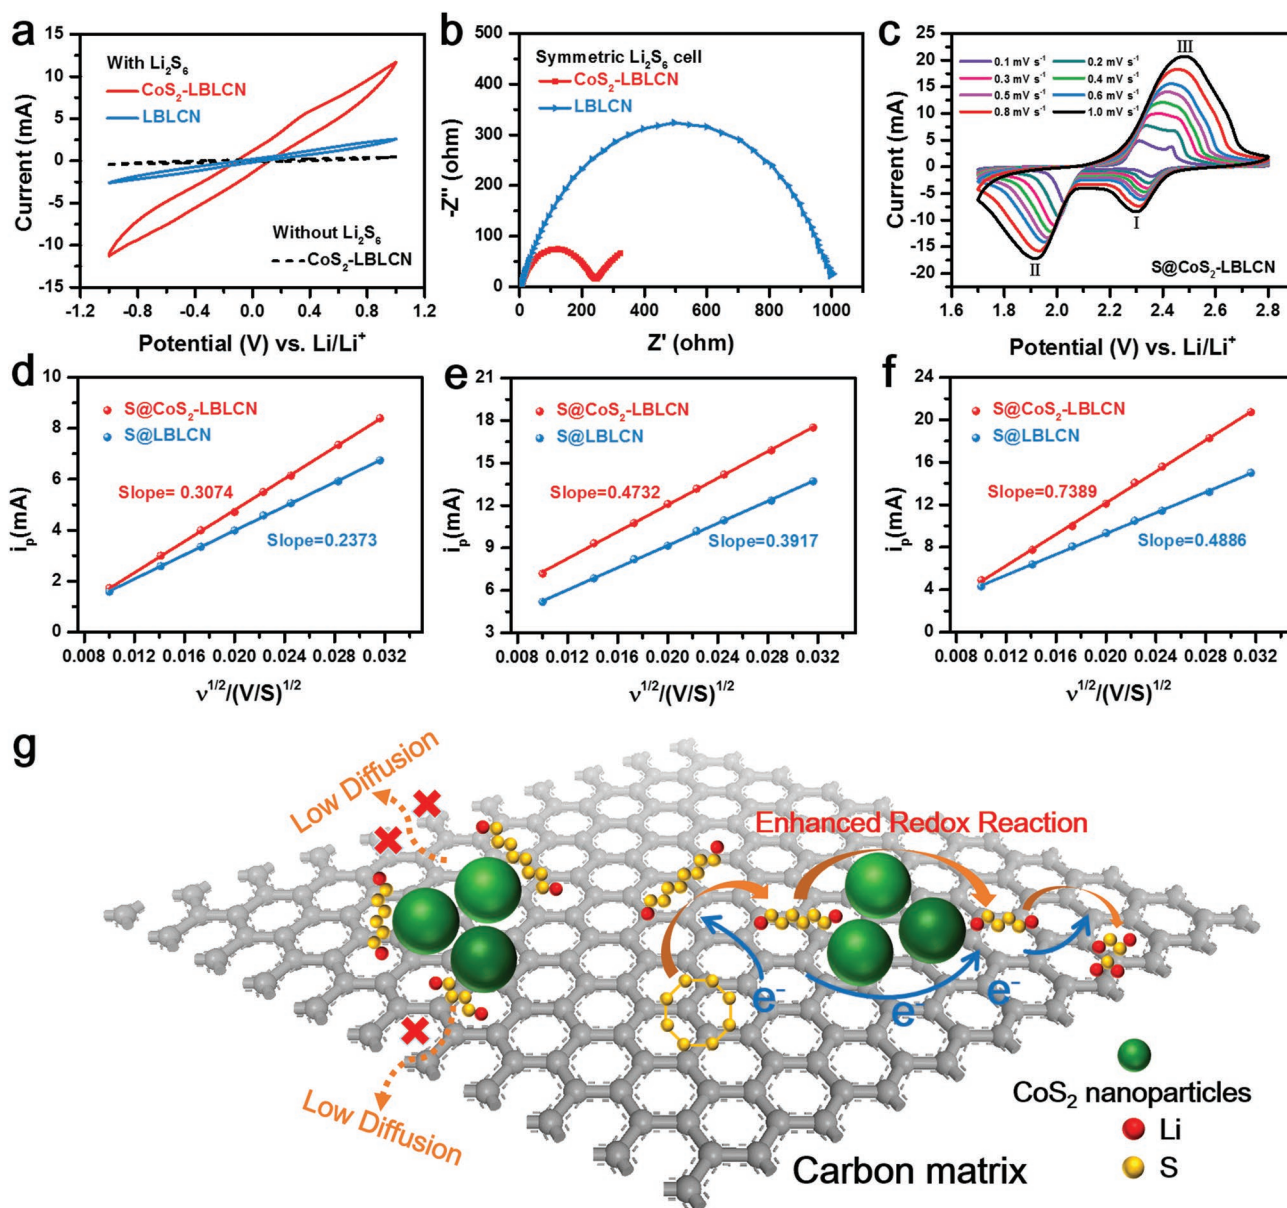 a
15
10
5
0
-5
-10
-15
Current (mA)
With Li₂S₆
CoS₂-LBLCN
LBLCN
Without Li₂S₆
CoS₂-LBLCN
-1.2 -0.8 -0.4 0.0 0.4 0.8 1.2
Potential (V) vs. Li/Li⁺
b
500
400
300
200
100
0
-Z" (ohm)
Symmetric Li₂S₆ cell
CoS₂-LBLCN
LBLCN
0 200 400 600 800 1000
Z' (ohm)
c
25
20
15
10
5
0
-5
-10
-15
-20
Current (mA)
0.1 mV s⁻¹ 0.2 mV s⁻¹
0.3 mV s⁻¹ 0.4 mV s⁻¹
0.5 mV s⁻¹ 0.6 mV s⁻¹
0.8 mV s⁻¹ 1.0 mV s⁻¹
III
I
II
S@CoS₂-LBLCN
1.6 1.8 2.0 2.2 2.4 2.6 2.8
Potential (V) vs. Li/Li⁺
d
10
8
6
4
2
0
iₚ(mA)
S@CoS₂-LBLCN
S@LBLCN
Slope= 0.3074
Slope=0.2373
0.008 0.012 0.016 0.020 0.024 0.028 0.032
ν¹ᐟ²/(V/S)¹ᐟ²
e
21
18
15
12
9
6
3
iₚ(mA)
S@CoS₂-LBLCN
S@LBLCN
Slope=0.4732
Slope=0.3917
0.008 0.012 0.016 0.020 0.024 0.028 0.032
ν¹ᐟ²/(V/S)¹ᐟ²
f
24
20
16
12
8
4
0
iₚ(mA)
S@CoS₂-LBLCN
S@LBLCN
Slope=0.7389
Slope=0.4886
0.008 0.012 0.016 0.020 0.024 0.028 0.032
ν¹ᐟ²/(V/S)¹ᐟ²
g
Low Diffusion
Enhanced Redox Reaction
e⁻
e⁻
e⁻
Low Diffusion
CoS₂ nanoparticles
Li
S
Carbon matrix